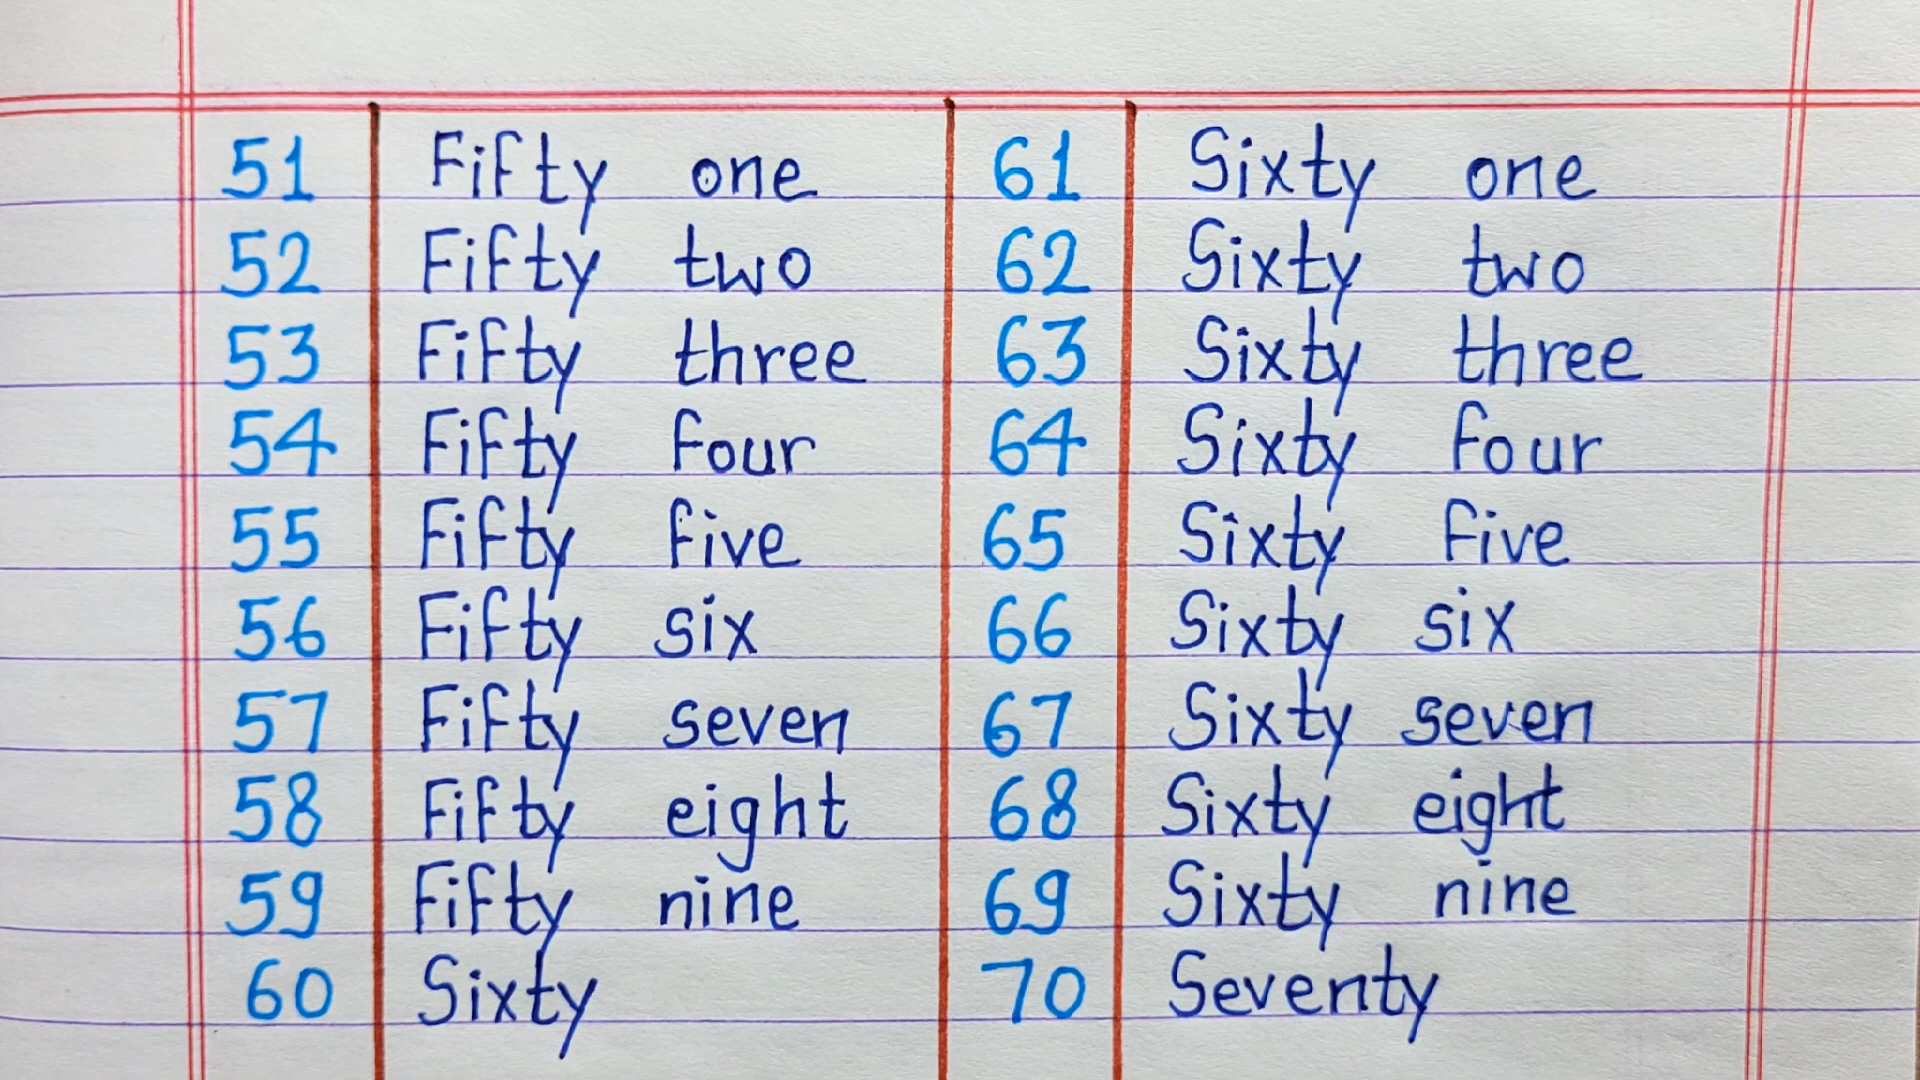 51 Fifty one 61 Sixty one
52 Fifty two 62 Sixty two
53 Fifty three 63 Sixty three
54 Fifty four 64 Sixty four
55 Fifty five 65 Sixty five
56 Fifty six 66 Sixty six
57 Fifty seven 67 Sixty seven
58 Fifty eight 68 Sixty eight
59 Fifty nine 69 Sixty nine
60 Sixty 70 Seventy